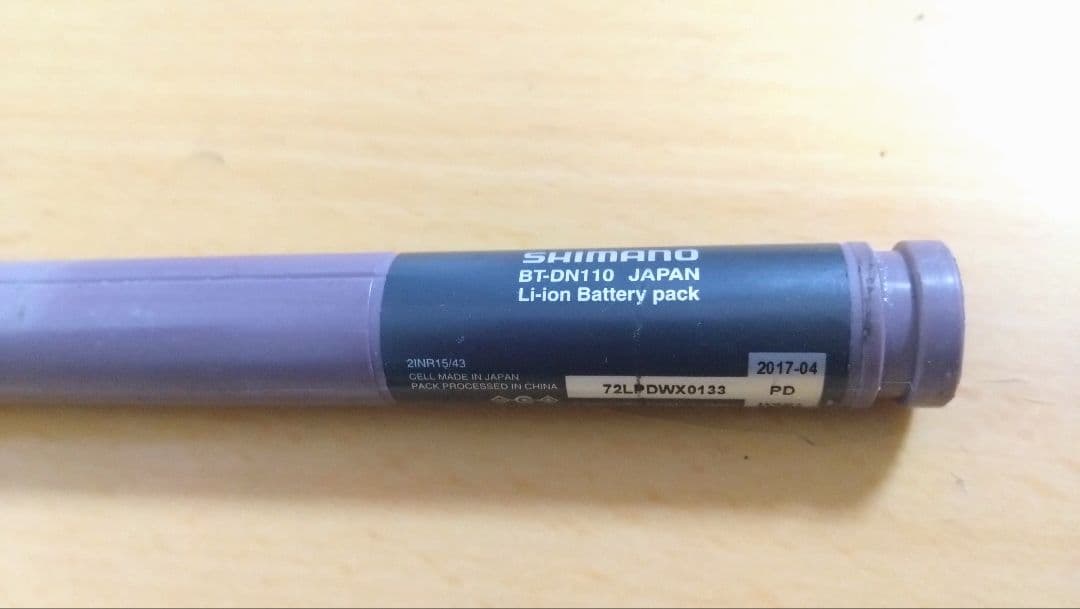 SHIMANO
BT-DN110 JAPAN
Li-ion Battery pack
2INR15/43
CELL MADE IN JAPAN
PACK PROCESSED IN CHINA
2017-04
72LPDWX0133 PD